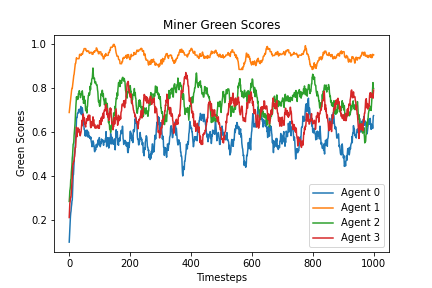 Miner Green Scores
1.0
0.8
0.6
0.4
0.2
Green Scores
0 200 400 600 800 1000
Timesteps
Agent 0
Agent 1
Agent 2
Agent 3